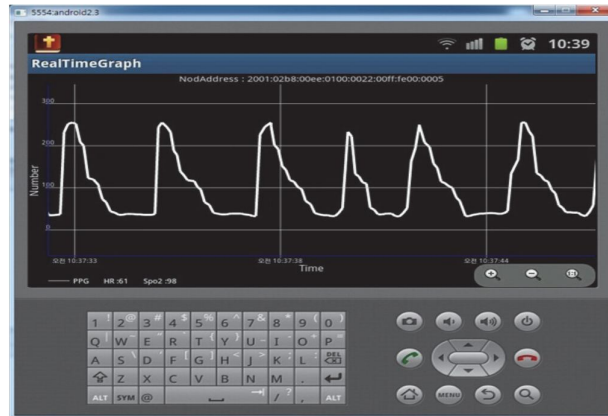 5554:android2.3
10:39
RealTimeGraph
NodAddress : 2001:02b8:00ee:0100:0022:00ff:fe00:0005
300
200
100
0
Number
오전 10:37:33
오전 10:37:38
오전 10:37:44
Time
PPG HR :61 Spo2 :98
1 ! 2 @ 3 # 4 $ 5 % 6 ^ 7 & 8 * 9 ( 0 )
Q W E R T Y U I O P
A S D F G H J K L DEL
Z X C V B N M .
ALT SYM @ / ? , ALT
MENU